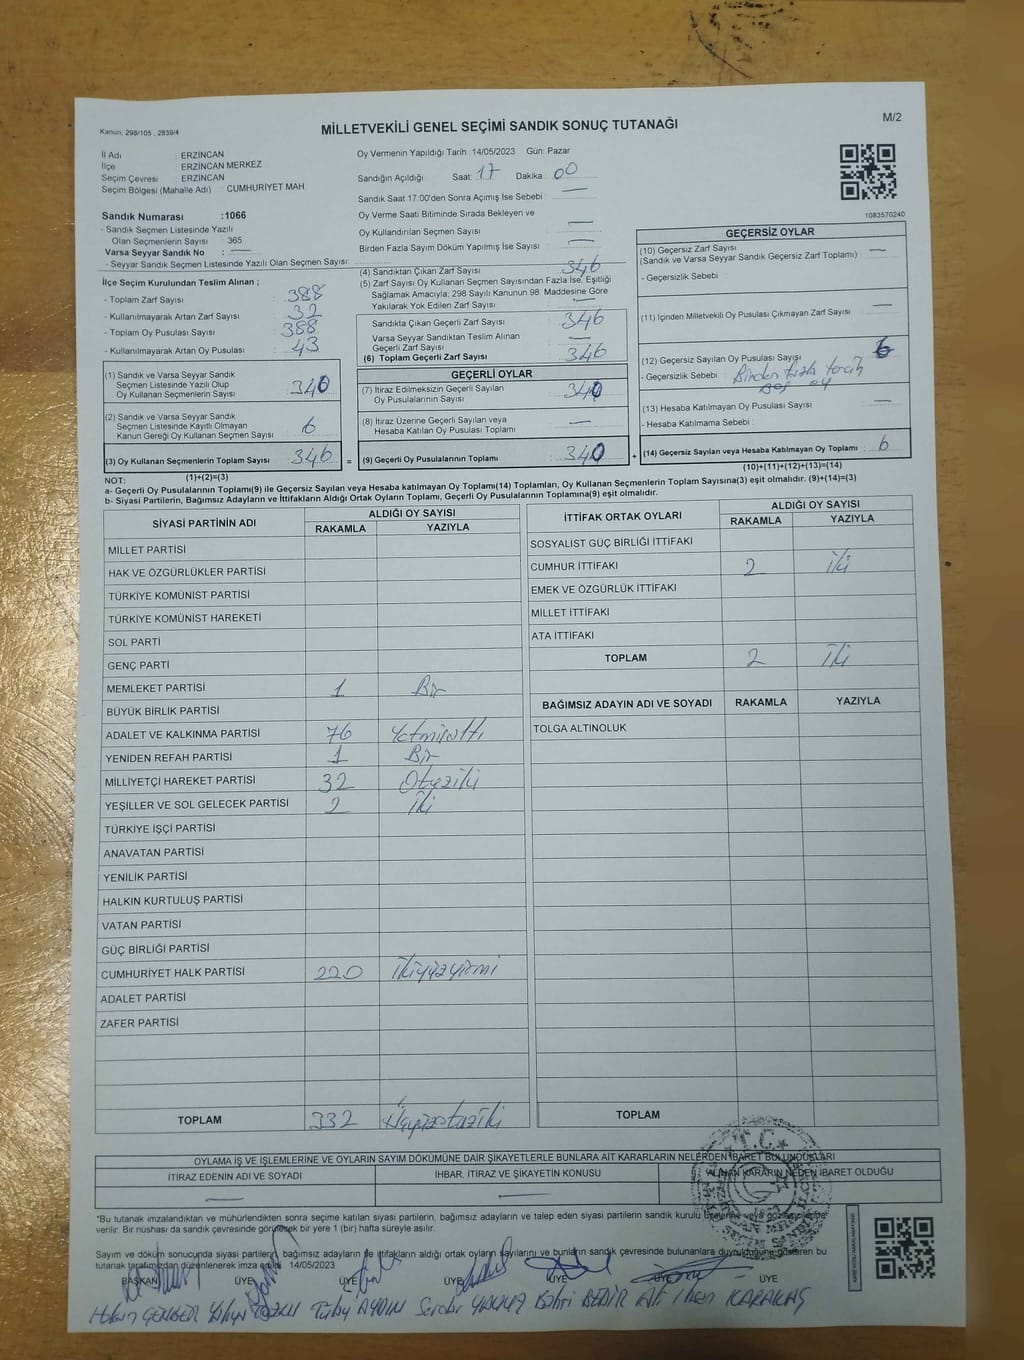 Kanun; 298/105 , 2839/4
MİLLETVEKİLİ GENEL SEÇİMİ SANDIK SONUÇ TUTANAĞI
M/2
İl Adı : ERZİNCAN
İlçe : ERZİNCAN MERKEZ
Seçim Çevresi : ERZİNCAN
Seçim Bölgesi (Mahalle Adı) : CUMHURİYET MAH.
Sandık Numarası :1066
- Sandık Seçmen Listesinde Yazılı
Olan Seçmenlerin Sayısı : 365
Varsa Seyyar Sandık No : —
- Seyyar Sandık Seçmen Listesinde Yazılı Olan Seçmen Sayısı:
Oy Vermenin Yapıldığı Tarih :14/05/2023 Gün: Pazar
Sandığın Açıldığı Saat: 17 Dakika : 00
Sandık Saat 17:00'den Sonra Açımış İse Sebebi : —
Oy Verme Saati Bitiminde Sırada Bekleyen ve
Oy Kullandırılan Seçmen Sayısı : —
Birden Fazla Sayım Döküm Yapılmış İse Sayısı : —
1083570240
İlçe Seçim Kurulundan Teslim Alınan ;
- Toplam Zarf Sayısı : 388
- Kullanılmayarak Artan Zarf Sayısı : 32
- Toplam Oy Pusulası Sayısı : 388
- Kullanılmayarak Artan Oy Pusulası : 43
(1) Sandık ve Varsa Seyyar Sandık
Seçmen Listesinde Yazılı Olup
Oy Kullanan Seçmenlerin Sayısı : 340
(2) Sandık ve Varsa Seyyar Sandık
Seçmen Listesinde Kayıtlı Olmayan
Kanun Gereği Oy Kullanan Seçmen Sayısı : 6
(3) Oy Kullanan Seçmenlerin Toplam Sayısı : 346
(1)+(2)=(3)
(4) Sandıktan Çıkan Zarf Sayısı : 346
(5) Zarf Sayısı Oy Kullanan Seçmen Sayısından Fazla İse, Eşitliği
Sağlamak Amacıyla; 298 Sayılı Kanunun 98. Maddesine Göre
Yakılarak Yok Edilen Zarf Sayısı : —
Sandıkta Çıkan Geçerli Zarf Sayısı : 346
Varsa Seyyar Sandıktan Teslim Alınan
Geçerli Zarf Sayısı : —
(6) Toplam Geçerli Zarf Sayısı : 346
GEÇERLİ OYLAR
(7) İtiraz Edilmeksizin Geçerli Sayılan
Oy Pusulalarının Sayısı : 340
(8) İtiraz Üzerine Geçerli Sayılan veya
Hesaba Katılan Oy Pusulası Toplamı : —
= (9) Geçerli Oy Pusulalarının Toplamı : 340
GEÇERSİZ OYLAR
(10) Geçersiz Zarf Sayısı : —
(Sandık ve Varsa Seyyar Sandık Geçersiz Zarf Toplamı)
- Geçersizlik Sebebi :
(11) İçinden Milletvekili Oy Pusulası Çıkmayan Zarf Sayısı : —
(12) Geçersiz Sayılan Oy Pusulası Sayısı : 6
- Geçersizlik Sebebi : Birden fazla tercih
Boş oy
(13) Hesaba Katılmayan Oy Pusulası Sayısı : —
- Hesaba Katılmama Sebebi :
+ (14) Geçersiz Sayılan veya Hesaba Katılmayan Oy Toplamı : 6
(10)+(11)+(12)+(13)=(14)
NOT:
a- Geçerli Oy Pusulalarının Toplamı(9) ile Geçersiz Sayılan veya Hesaba Katılmayan Oy Toplamı(14) Toplamları, Oy Kullanan Seçmenlerin Toplam Sayısına(3) eşit olmalıdır. (9)+(14)=(3)
b- Siyasi Partilerin, Bağımsız Adayların ve İttifakların Aldığı Ortak Oyların Toplamı, Geçerli Oy Pusulalarının Toplamına(9) eşit olmalıdır.
SİYASİ PARTİNİN ADI ALDIĞI OY SAYISI
RAKAMLA YAZIYLA
MİLLET PARTİSİ
HAK VE ÖZGÜRLÜKLER PARTİSİ
TÜRKİYE KOMÜNİST PARTİSİ
TÜRKİYE KOMÜNİST HAREKETİ
SOL PARTİ
GENÇ PARTİ
MEMLEKET PARTİSİ 1 Bir
BÜYÜK BİRLİK PARTİSİ
ADALET VE KALKINMA PARTİSİ 76 Yetmişaltı
YENİDEN REFAH PARTİSİ 1 Bir
MİLLİYETÇİ HAREKET PARTİSİ 32 Otuziki
YEŞİLLER VE SOL GELECEK PARTİSİ 2 İki
TÜRKİYE İŞÇİ PARTİSİ
ANAVATAN PARTİSİ
YENİLİK PARTİSİ
HALKIN KURTULUŞ PARTİSİ
VATAN PARTİSİ
GÜÇ BİRLİĞİ PARTİSİ
CUMHURİYET HALK PARTİSİ 220 İkiyüzyirmi
ADALET PARTİSİ
ZAFER PARTİSİ
TOPLAM 332 Üçyüzotuziki
İTTİFAK ORTAK OYLARI ALDIĞI OY SAYISI
RAKAMLA YAZIYLA
SOSYALİST GÜÇ BİRLİĞİ İTTİFAKI
CUMHUR İTTİFAKI 2 İki
EMEK VE ÖZGÜRLÜK İTTİFAKI
MİLLET İTTİFAKI
ATA İTTİFAKI
TOPLAM 2 İki
BAĞIMSIZ ADAYIN ADI VE SOYADI RAKAMLA YAZIYLA
TOLGA ALTINOLUK
TOPLAM
OYLAMA İŞ VE İŞLEMLERİNE VE OYLARIN SAYIM DÖKÜMÜNE DAİR ŞİKAYETLERLE BUNLARA AİT KARARLARIN NELERDEN İBARET BULUNDUKLARI
İTİRAZ EDENİN ADI VE SOYADI İHBAR, İTİRAZ VE ŞİKAYETİN KONUSU ALINAN KARARIN NEDEN İBARET OLDUĞU
— —
T.C.
*Bu tutanak imzalandıktan ve mühürlendikten sonra seçime katılan siyasi partilerin, bağımsız adayların ve talep eden siyasi partilerin sandık kurulu üyelerine veya gözlemcilerine
verilir. Bir nüshası da sandık çevresinde görülecek bir yere 1 (bir) hafta süreyle asılır.
Sayım ve döküm sonucunda siyasi partilerin, bağımsız adayların ile ittifakların aldığı ortak oyların sayılarını ve bunların sandık çevresinde bulunanlara duyrulduğunu gösteren bu
tutanak tarafımızdan düzenlenerek imza edildi. 14/05/2023
BAŞKAN ÜYE ÜYE ÜYE ÜYE ÜYE ÜYE
Hakan Tülay AYDIN Serdar Bahri BEDİR Ali İhsan KARAKAŞ